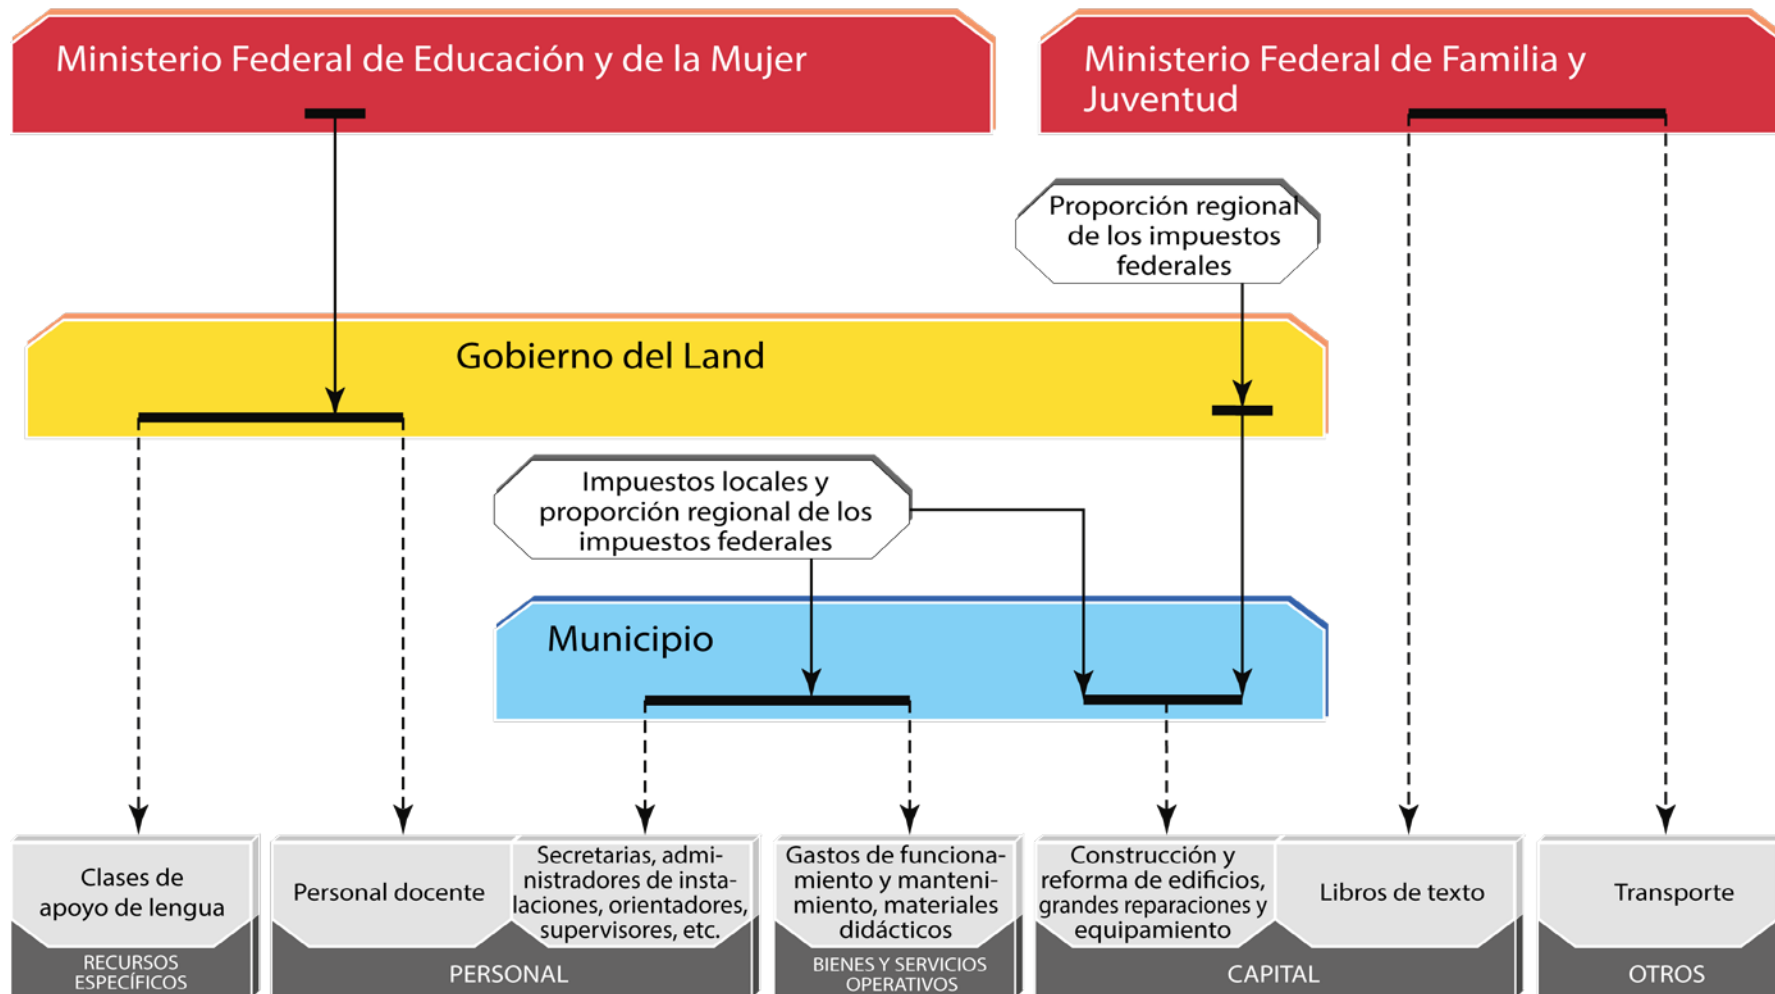 Ministerio Federal de Educación y de la Mujer
Ministerio Federal de Familia y
Juventud
Proporción regional
de los impuestos
federales
Gobierno del Land
Impuestos locales y
proporción regional de los
impuestos federales
Municipio
Clases de
apoyo de lengua
Personal docente
Secretarias, admi-
nistradores de insta-
laciones, orientadores,
supervisores, etc.
Gastos de funciona-
miento y manteni-
miento, materiales
didácticos
Construcción y
reforma de edificios,
grandes reparaciones y
equipamiento
Libros de texto
Transporte
RECURSOS
ESPECÍFICOS
PERSONAL
BIENES Y SERVICIOS
OPERATIVOS
CAPITAL
OTROS